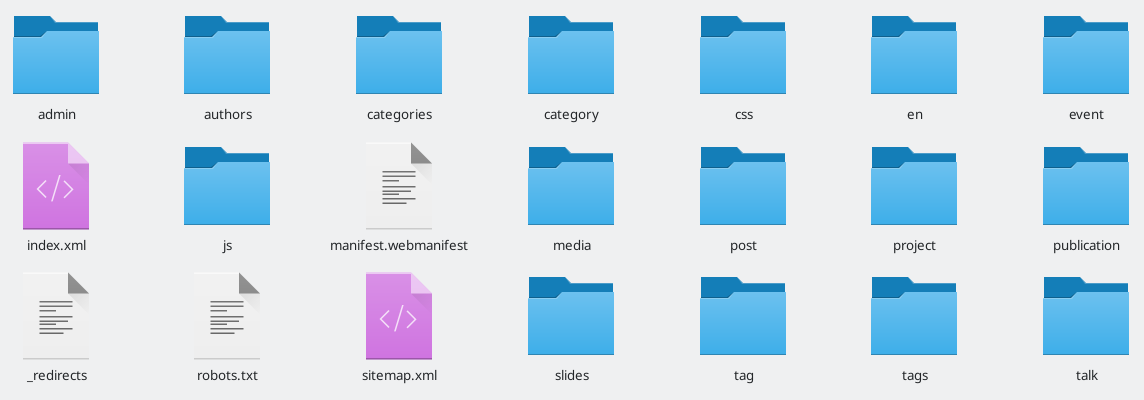 admin
authors
categories
category
css
en
event
index.xml
js
manifest.webmanifest
media
post
project
publication
_redirects
robots.txt
sitemap.xml
slides
tag
tags
talk